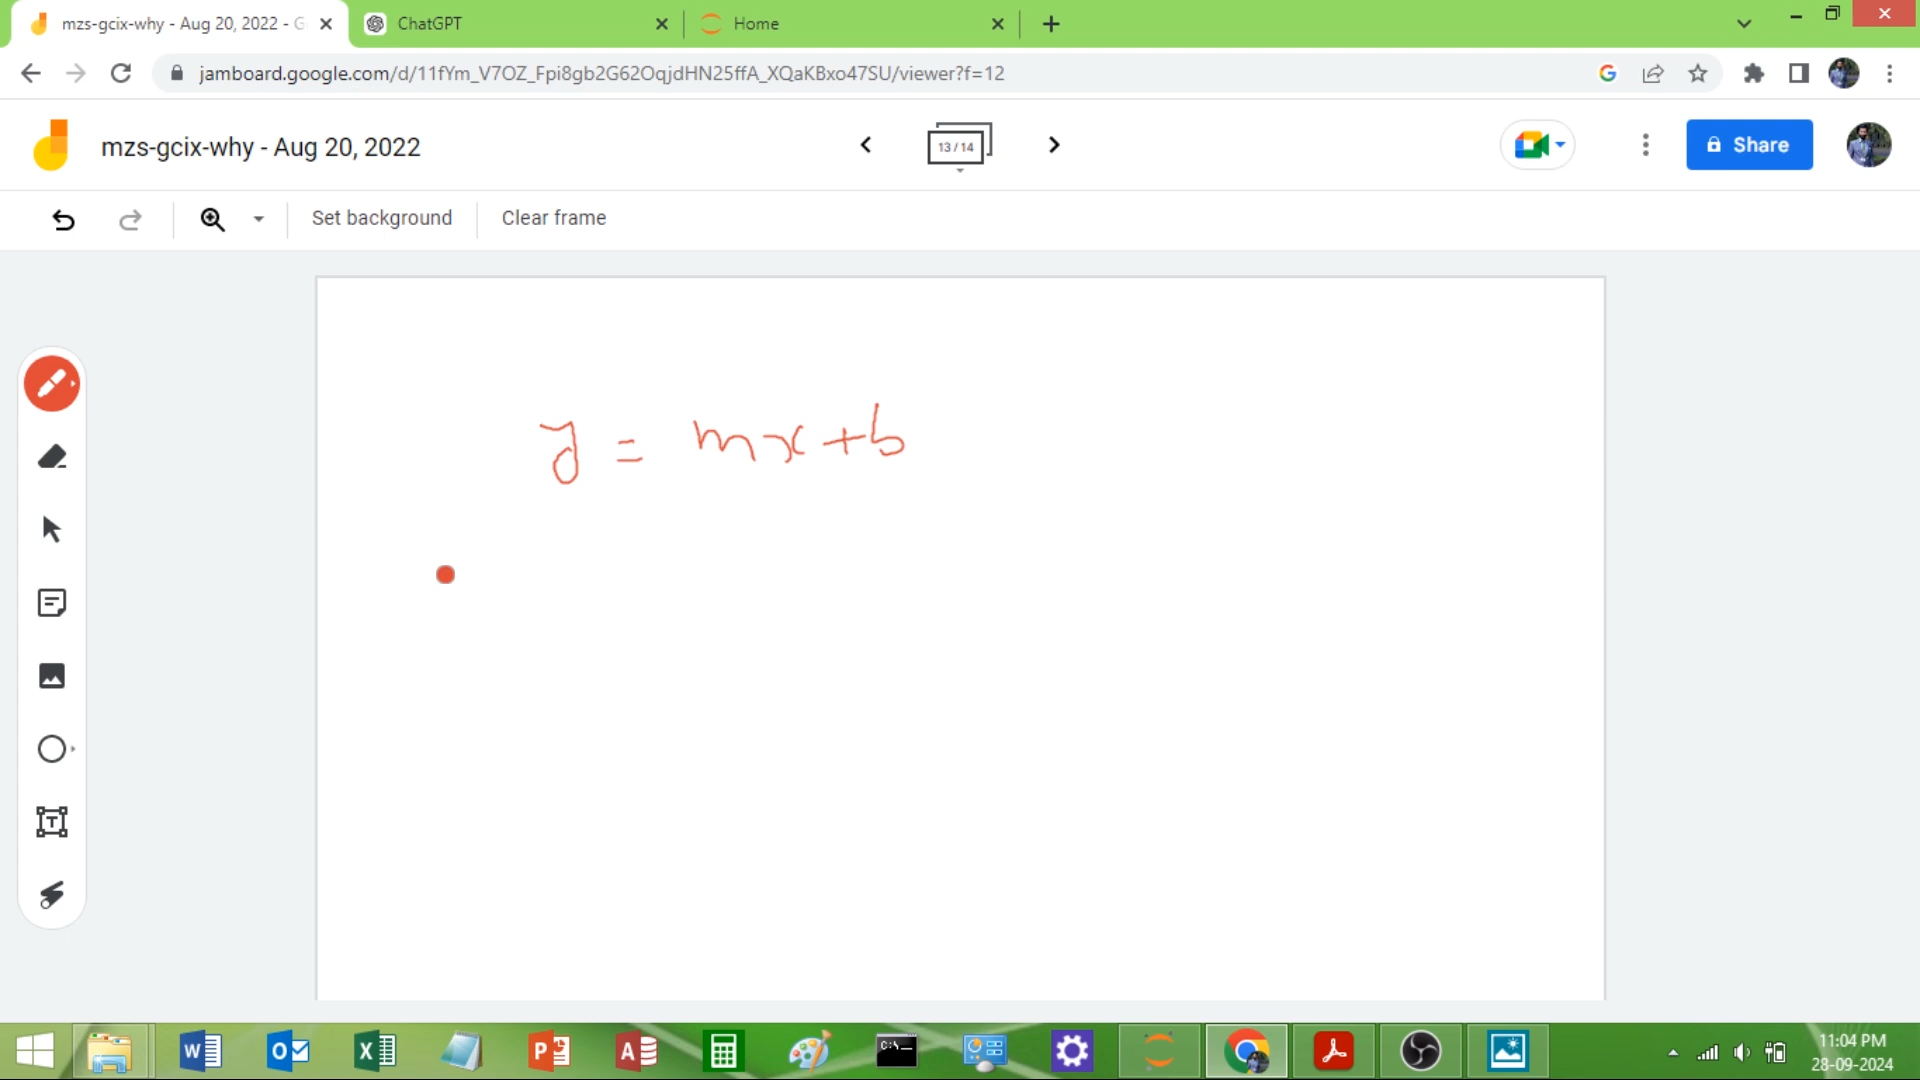 mzs-gcix-why - Aug 20, 2022 - G
ChatGPT
Home
jamboard.google.com/d/11fYm_V7OZ_Fpi8gb2G62OqjdHN25ffA_XQaKBxo47SU/viewer?f=12
mzs-gcix-why - Aug 20, 2022
13 / 14
Share
Set background
Clear frame
y = mx+b
11:04 PM
28-09-2024